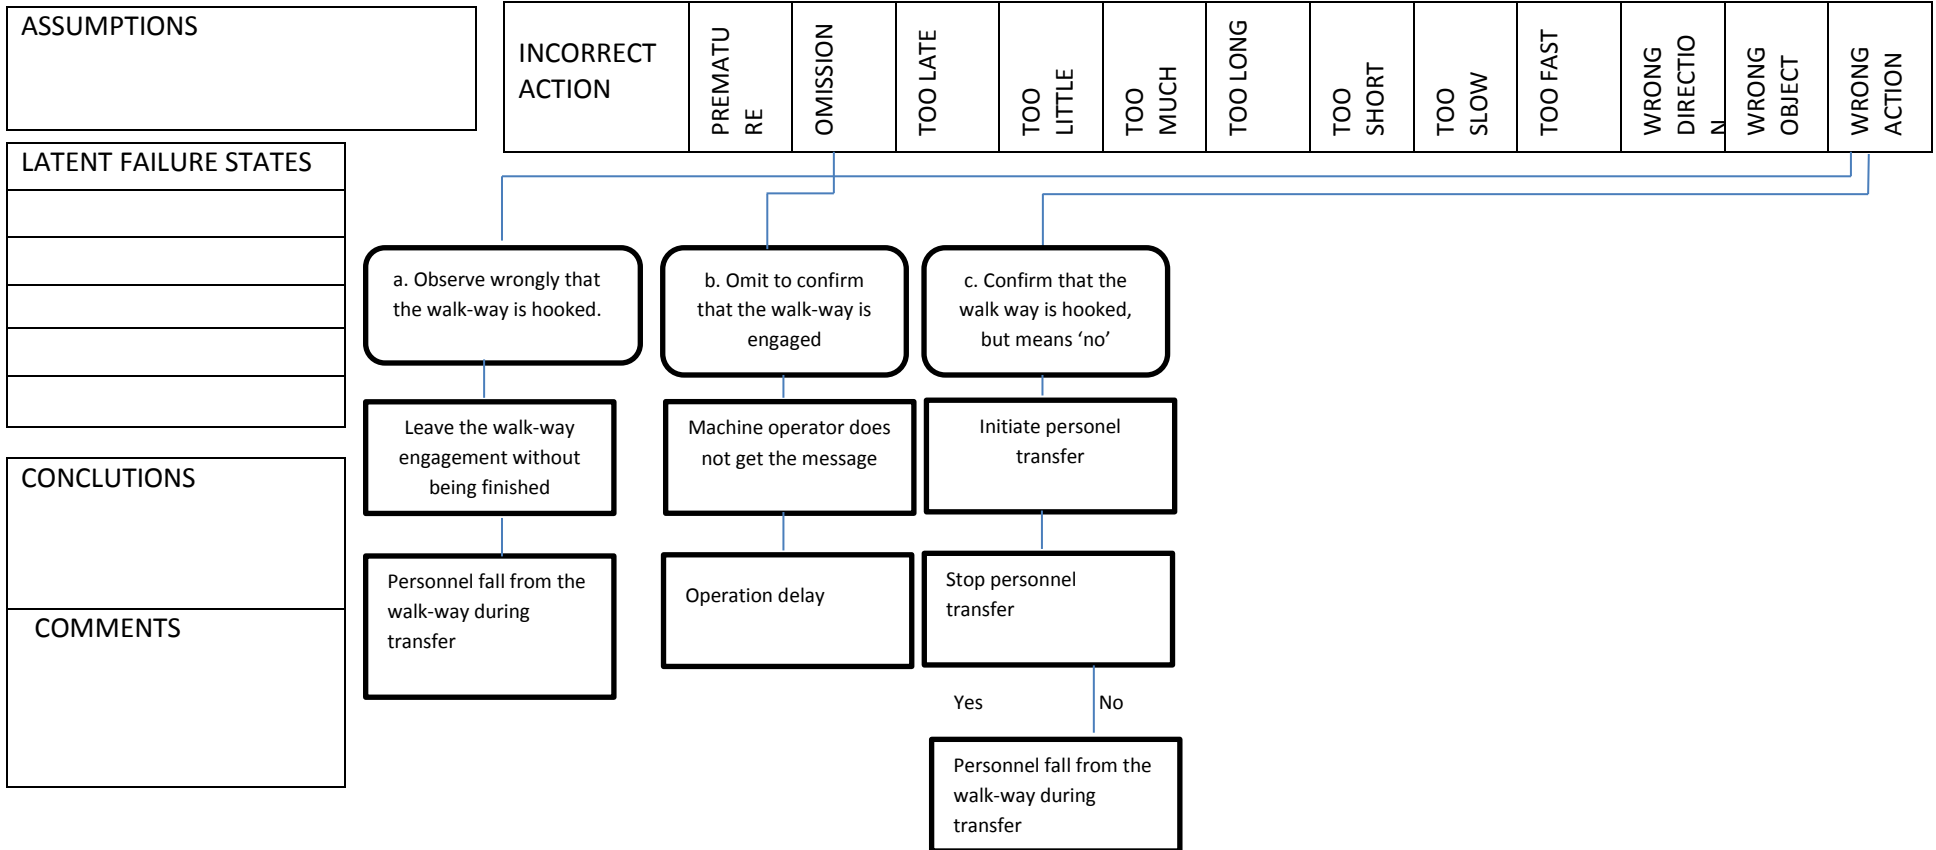 ASSUMPTIONS
INCORRECT
ACTION
PREMATU
RE
OMISSION
TOO LATE
TOO
LITTLE
TOO
MUCH
TOO LONG
TOO
SHORT
TOO
SLOW
TOO FAST
WRONG
DIRECTIO
N
WRONG
OBJECT
WRONG
ACTION
LATENT FAILURE STATES
CONCLUTIONS
COMMENTS
a. Observe wrongly that
the walk-way is hooked.
Leave the walk-way
engagement without
being finished
Personnel fall from the
walk-way during
transfer
b. Omit to confirm
that the walk-way is
engaged
Machine operator does
not get the message
Operation delay
c. Confirm that the
walk way is hooked,
but means ‘no’
Initiate personel
transfer
Stop personnel
transfer
Yes
No
Personnel fall from the
walk-way during
transfer